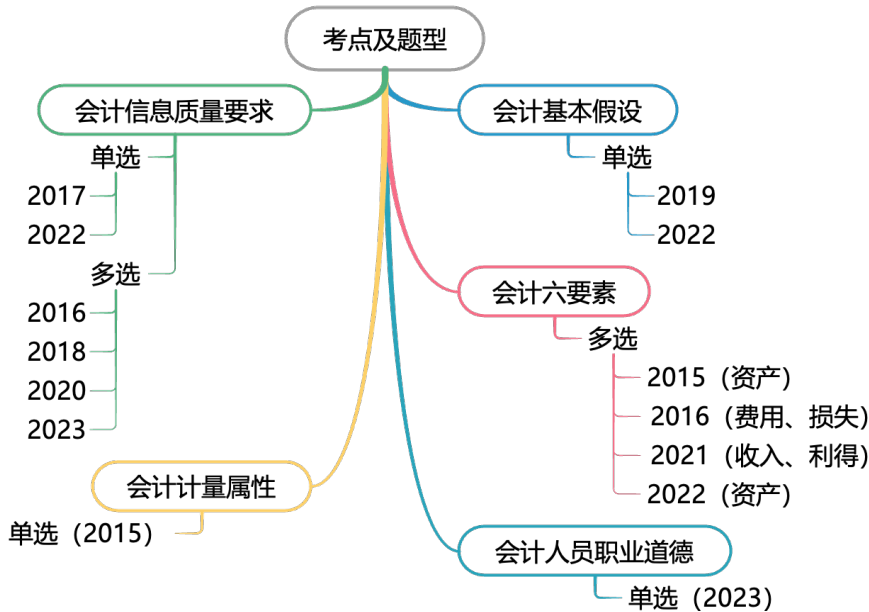 考点及题型
会计信息质量要求
单选
2017
2022
多选
2016
2018
2020
2023
会计计量属性
单选（2015）
会计基本假设
单选
2019
2022
会计六要素
多选
2015（资产）
2016（费用、损失）
2021（收入、利得）
2022（资产）
会计人员职业道德
单选（2023）